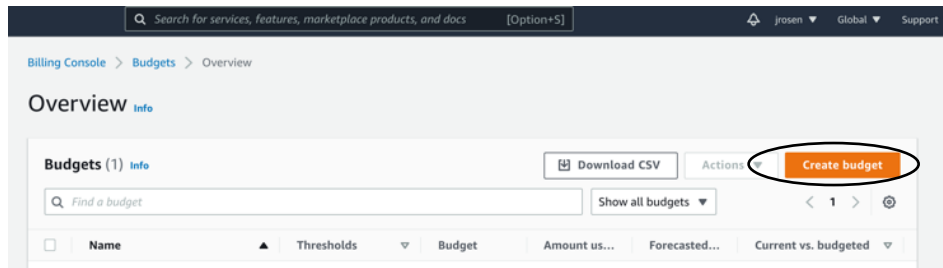 Search for services, features, marketplace products, and docs [Option+S] jrosen Global Support
Billing Console > Budgets > Overview
Overview Info
Budgets (1) Info Download CSV Actions Create budget
Find a budget Show all budgets < 1 >
Name Thresholds Budget Amount us... Forecasted... Current vs. budgeted